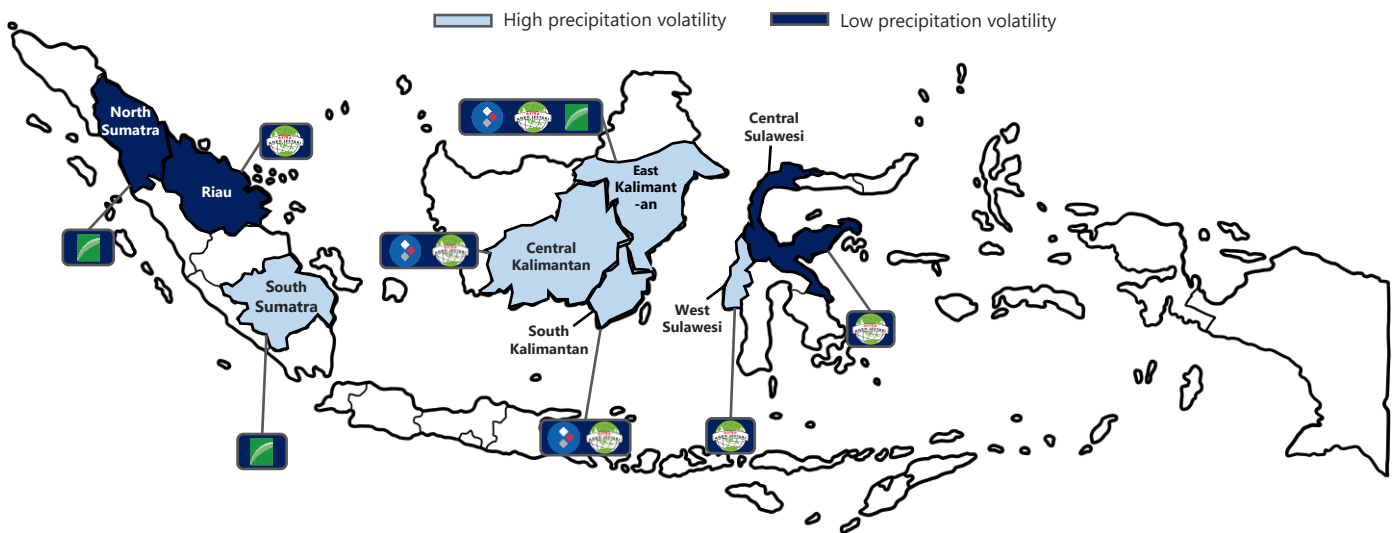 High precipitation volatility
Low precipitation volatility
North
Sumatra
Riau
South
Sumatra
Central
Kalimantan
East
Kalimant
-an
South
Kalimantan
Central
Sulawesi
West
Sulawesi